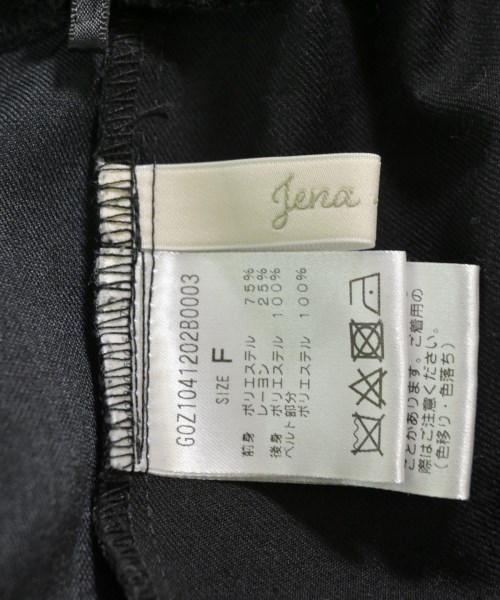 Jena
G0Z1041202B0003
SIZE F
前身 ポリエステル 75%
レーヨン 25%
後身 ポリエステル 100%
ベルト部分
ポリエステル 100%
ことがあります。ご着用の
際はご注意ください。
(色移り・色落ち)